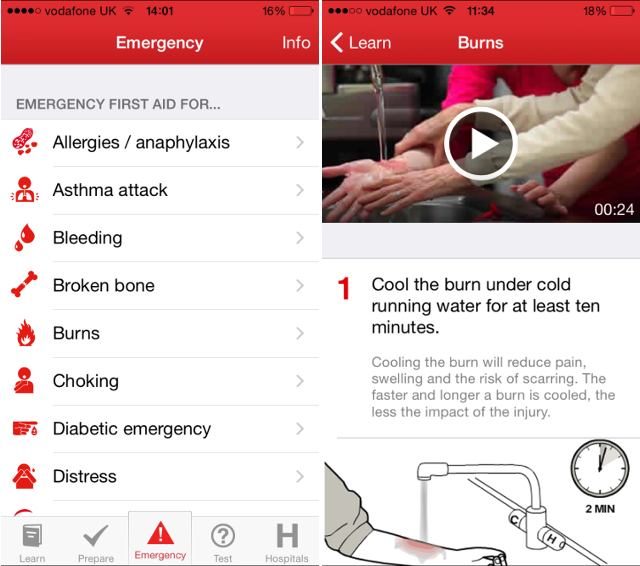 vodafone UK 14:01 16%
Emergency Info
EMERGENCY FIRST AID FOR...
Allergies / anaphylaxis
Asthma attack
Bleeding
Broken bone
Burns
Choking
Diabetic emergency
Distress
Learn Prepare Emergency Test Hospitals
vodafone UK 11:34 18%
Learn Burns
00:24
1 Cool the burn under cold
running water for at least ten
minutes.
Cooling the burn will reduce pain,
swelling and the risk of scarring. The
faster and longer a burn is cooled, the
less the impact of the injury.
2 MIN
C H